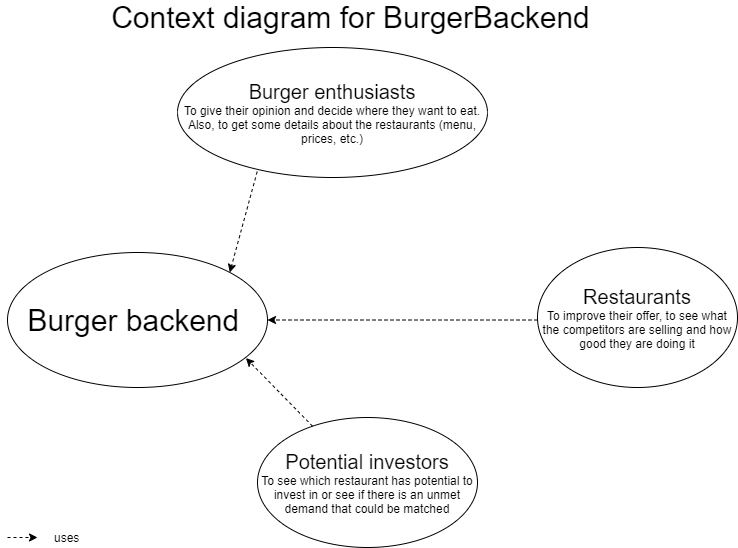 Context diagram for BurgerBackend
Burger enthusiasts
To give their opinion and decide where they want to eat.
Also, to get some details about the restaurants (menu,
prices, etc.)
Burger backend
Restaurants
To improve their offer, to see what
the competitors are selling and how
good they are doing it
Potential investors
To see which restaurant has potential to
invest in or see if there is an unmet
demand that could be matched
uses